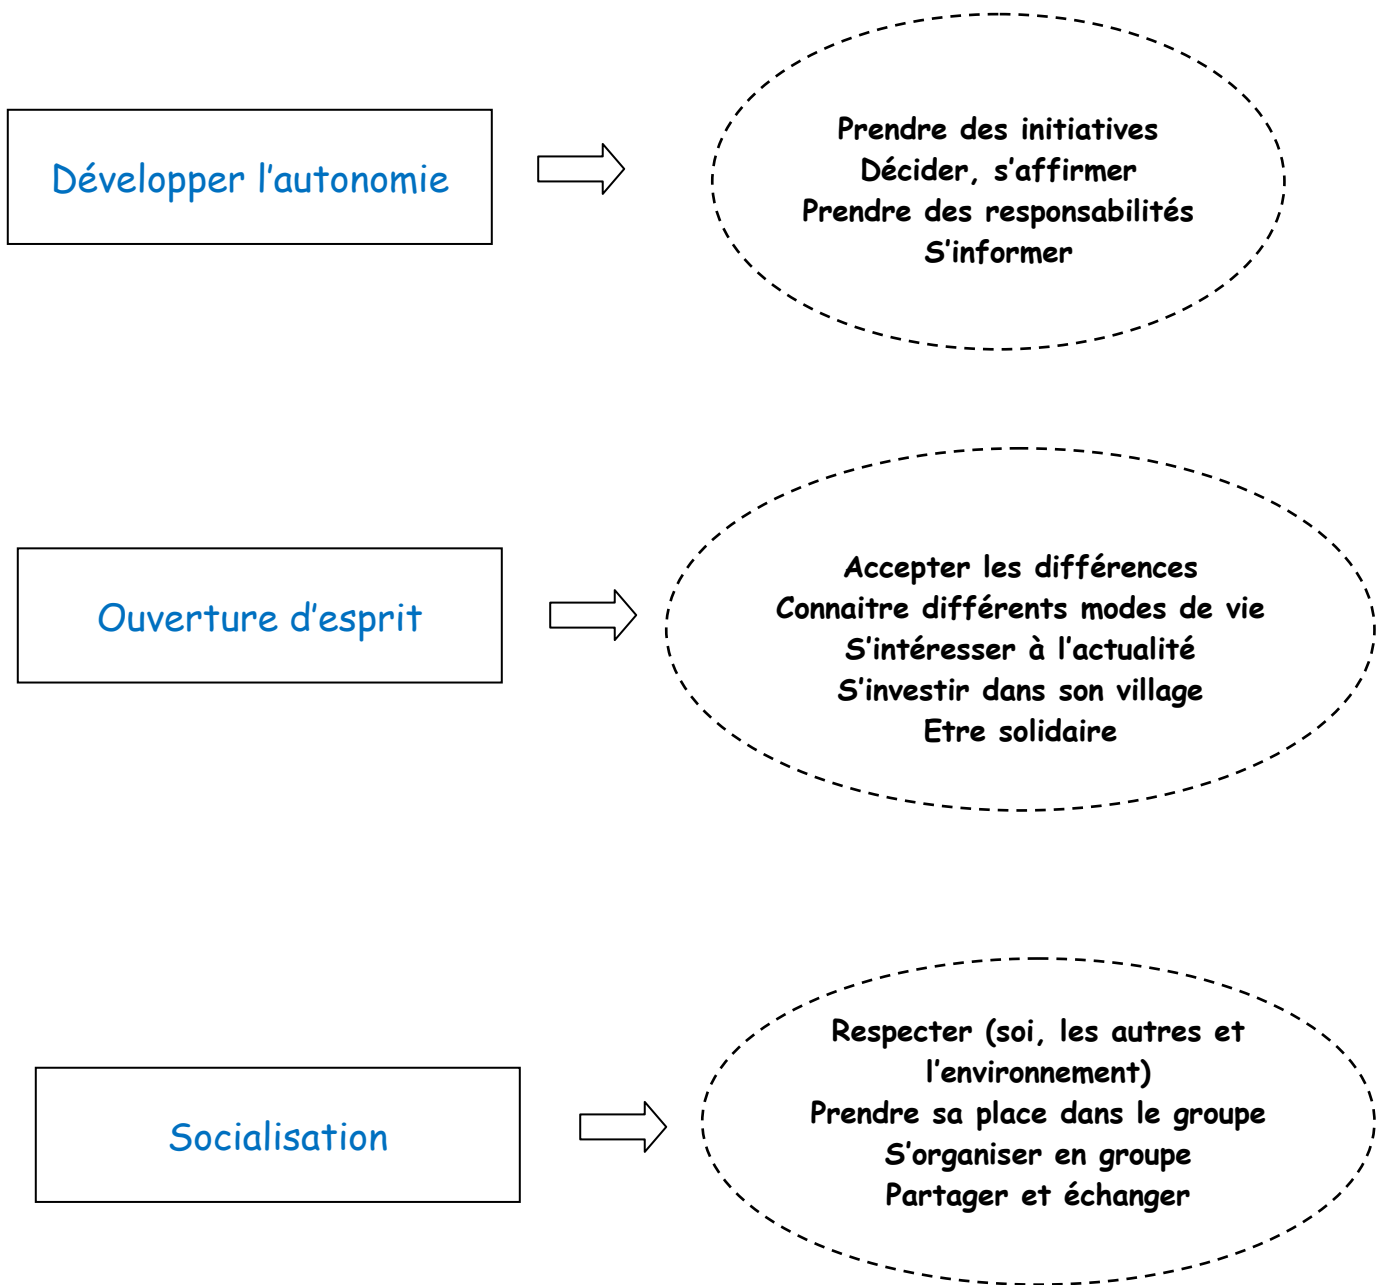 Développer l'autonomie
Prendre des initiatives
Décider, s'affirmer
Prendre des responsabilités
S'informer
Ouverture d'esprit
Accepter les différences
Connaitre différents modes de vie
S'intéresser à l'actualité
S'investir dans son village
Etre solidaire
Socialisation
Respecter (soi, les autres et
l'environnement)
Prendre sa place dans le groupe
S'organiser en groupe
Partager et échanger